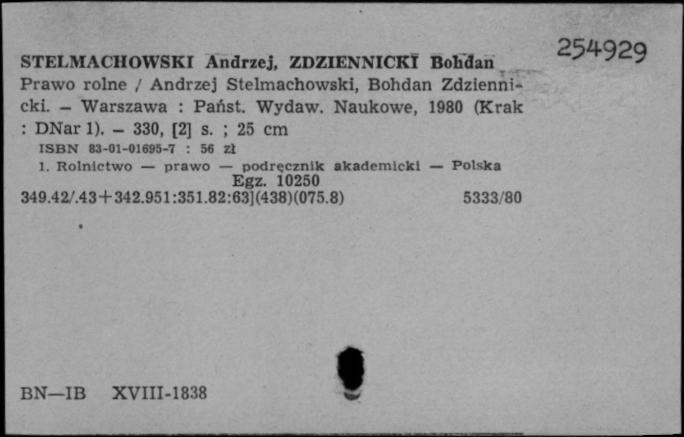 254929
STELMACHOWSKI Andrzej, ZDZIENNICKI Bohdan
Prawo rolne / Andrzej Stelmachowski, Bohdan Zdzienni-
cki. — Warszawa : Państ. Wydaw. Naukowe, 1980 (Krak
: DNar 1). — 330, [2] s. ; 25 cm
ISBN 83-01-01695-7 : 56 zł
1. Rolnictwo — prawo — podręcznik akademicki — Polska
Egz. 10250
349.42/.43+342.951:351.82:63](438)(075.8) 5333/80
BN—IB XVIII-1838